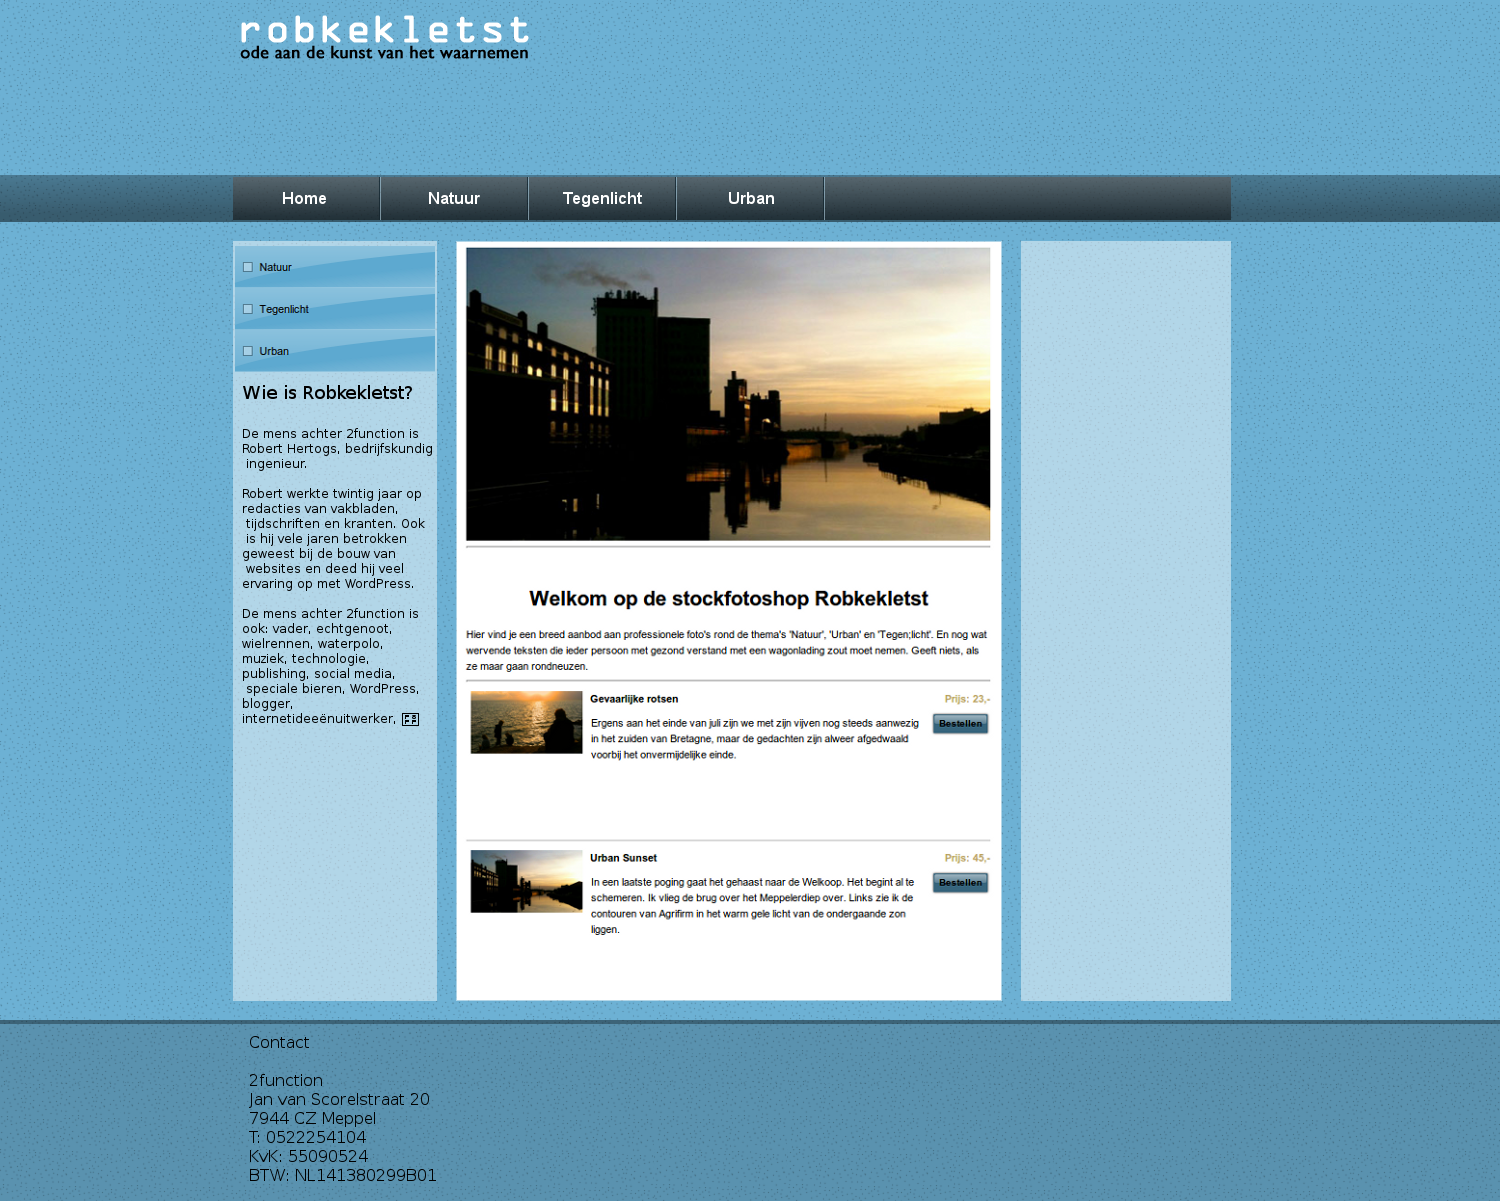 robkekletst
ode aan de kunst van het waarnemen
Home
Natuur
Tegenlicht
Urban
Natuur
Tegenlicht
Urban
Wie is Robkekletst?
De mens achter 2function is
Robert Hertogs, bedrijfskundig
ingenieur.
Robert werkte twintig jaar op
redacties van vakbladen,
tijdschriften en kranten. Ook
is hij vele jaren betrokken
geweest bij de bouw van
websites en deed hij veel
ervaring op met WordPress.
De mens achter 2function is
ook: vader, echtgenoot,
wielrennen, waterpolo,
muziek, technologie,
publishing, social media,
speciale bieren, WordPress,
blogger,
internetideeënuitwerker,
Welkom op de stockfotoshop Robkekletst
Hier vind je een breed aanbod aan professionele foto's rond de thema's 'Natuur', 'Urban' en 'Tegen;licht'. En nog wat
wervende teksten die ieder persoon met gezond verstand met een wagonlading zout moet nemen. Geeft niets, als
ze maar gaan rondneuzen.
Gevaarlijke rotsen
Prijs: 23,-
Ergens aan het einde van juli zijn we met zijn vijven nog steeds aanwezig
in het zuiden van Bretagne, maar de gedachten zijn alweer afgedwaald
voorbij het onvermijdelijke einde.
Bestellen
Urban Sunset
Prijs: 45,-
In een laatste poging gaat het gehaast naar de Welkoop. Het begint al te
schemeren. Ik vlieg de brug over het Meppelerdiep over. Links zie ik de
contouren van Agrifirm in het warm gele licht van de ondergaande zon
liggen.
Bestellen
Contact
2function
Jan van Scorelstraat 20
7944 CZ Meppel
T: 0522254104
KvK: 55090524
BTW: NL141380299B01